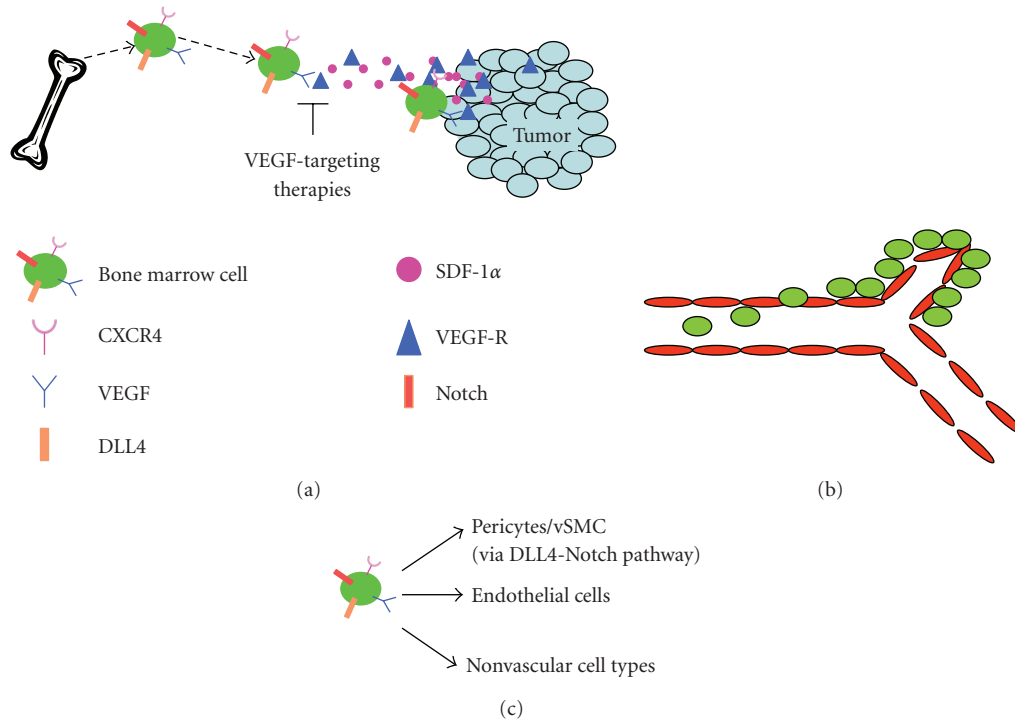 Tumor
VEGF-targeting
therapies
Bone marrow cell
CXCR4
VEGF
DLL4
SDF-1α
VEGF-R
Notch
(a)
(b)
Pericytes/vSMC
(via DLL4-Notch pathway)
Endothelial cells
Nonvascular cell types
(c)